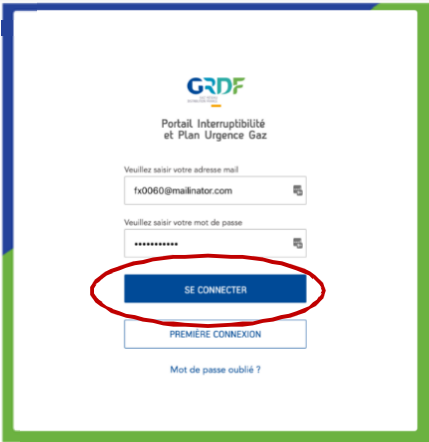 GRDF
Portail Interruptibilité
et Plan Urgence Gaz
Veuillez saisir votre adresse mail
fx0060@mailinator.com
Veuillez saisir votre mot de passe
•••••••••••
SE CONNECTER
PREMIÈRE CONNEXION
Mot de passe oublié ?